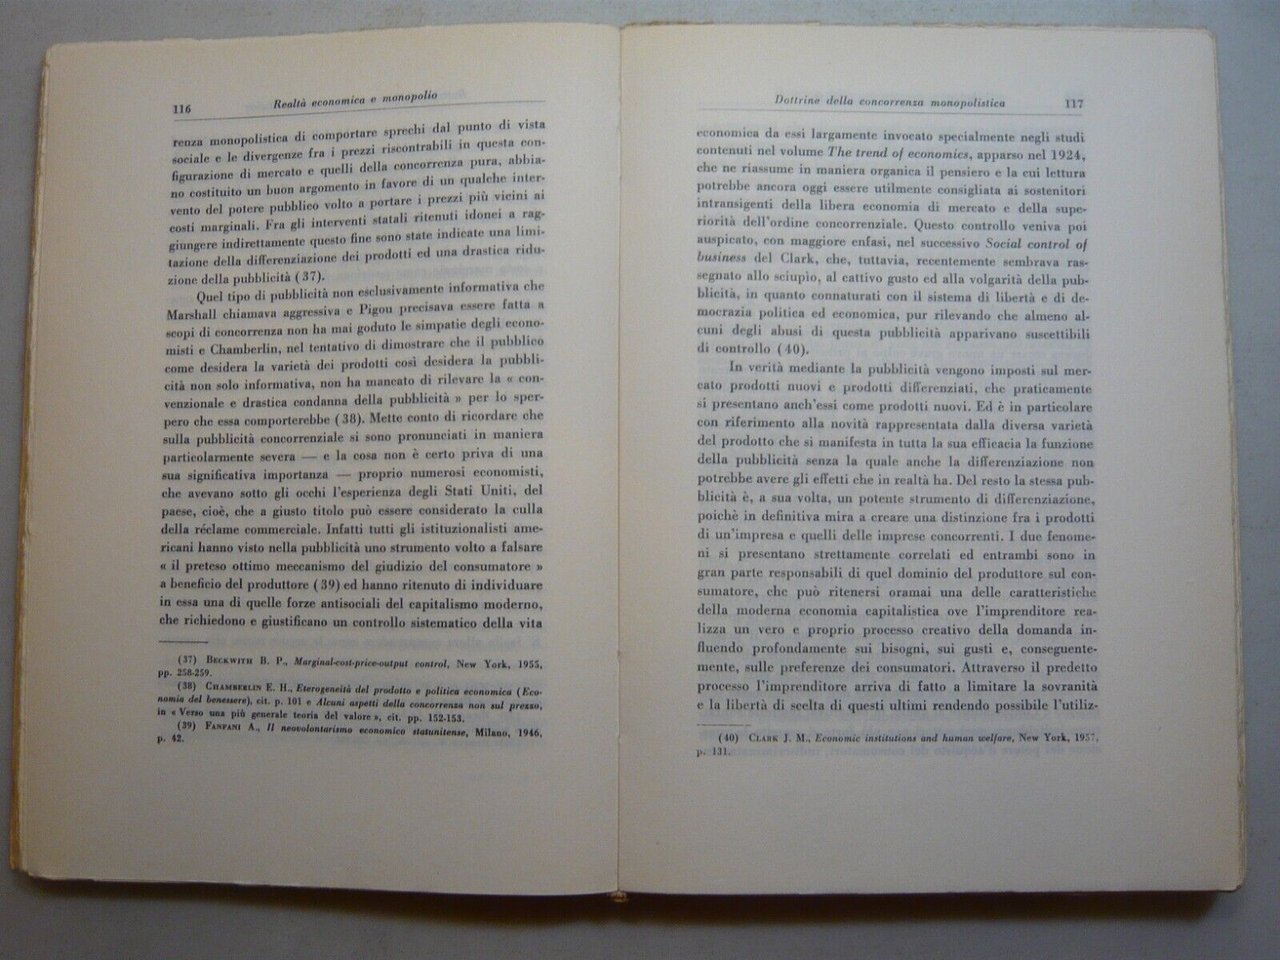 116
Realtà economica e monopolio
renza monopolistica di comportare sprechi dal punto di vista
sociale e le divergenze fra i prezzi riscontrabili in questa con-
figurazione di mercato e quelli della concorrenza pura, abbia-
no costituito un buon argomento in favore di un qualche inter-
vento del potere pubblico volto a portare i prezzi più vicini ai
costi marginali. Fra gli interventi statali ritenuti idonei a rag-
giungere indirettamente questo fine sono state indicate una limi-
tazione della differenziazione dei prodotti ed una drastica ridu-
zione della pubblicità (37).
Quel tipo di pubblicità non esclusivamente informativa che
Marshall chiamava aggressiva e Pigou precisava essere fatta a
scopi di concorrenza non ha mai goduto le simpatie degli econo-
misti e Chamberlin, nel tentativo di dimostrare che il pubblico
come desidera la varietà dei prodotti così desidera la pubbli-
cità non solo informativa, non ha mancato di rilevare la « con-
venzionale e drastica condanna della pubblicità » per lo sper-
pero che essa comporterebbe (38). Mette conto di ricordare che
sulla pubblicità concorrenziale si sono pronunciati in maniera
particolarmente severa — e la cosa non è certo priva di una
sua significativa importanza — proprio numerosi economisti,
che avevano sotto gli occhi l'esperienza degli Stati Uniti, del
paese, cioè, che a giusto titolo può essere considerato la culla
della réclame commerciale. Infatti tutti gli istituzionalisti ame-
ricani hanno visto nella pubblicità uno strumento volto a falsare
« il preteso ottimo meccanismo del giudizio del consumatore »
a beneficio del produttore (39) ed hanno ritenuto di individuare
in essa una di quelle forze antisociali del capitalismo moderno,
che richiedono e giustificano un controllo sistematico della vita
(37) BECKWITH B. P., Marginal-cost-price-output control, New York, 1955,
pp. 258-259.
(38) CHAMBERLIN E. H., Eterogeneità del prodotto e politica economica (Eco-
nomia del benessere), cit. p. 101 e Alcuni aspetti della concorrenza non sul prezzo,
in « Verso una più generale teoria del valore », cit. pp. 152-153.
(39) FANFANI A., Il neovolontarismo economico statunitense, Milano, 1946,
p. 42.
Dottrine della concorrenza monopolistica
117
economica da essi largamente invocato specialmente negli studi
contenuti nel volume The trend of economics, apparso nel 1924,
che ne riassume in maniera organica il pensiero e la cui lettura
potrebbe ancora oggi essere utilmente consigliata ai sostenitori
intransigenti della libera economia di mercato e della supe-
riorità dell'ordine concorrenziale. Questo controllo veniva poi
auspicato, con maggiore enfasi, nel successivo Social control of
business del Clark, che, tuttavia, recentemente sembrava ras-
segnato allo sciupìo, al cattivo gusto ed alla volgarità della pub-
blicità, in quanto connaturati con il sistema di libertà e di de-
mocrazia politica ed economica, pur rilevando che almeno al-
cuni degli abusi di questa pubblicità apparivano suscettibili
di controllo (40).
In verità mediante la pubblicità vengono imposti sul mer-
cato prodotti nuovi e prodotti differenziati, che praticamente
si presentano anch'essi come prodotti nuovi. Ed è in particolare
con riferimento alla novità rappresentata dalla diversa varietà
del prodotto che si manifesta in tutta la sua efficacia la funzione
della pubblicità senza la quale anche la differenziazione non
potrebbe avere gli effetti che in realtà ha. Del resto la stessa pub-
blicità è, a sua volta, un potente strumento di differenziazione,
poichè in definitiva mira a creare una distinzione fra i prodotti
di un'impresa e quelli delle imprese concorrenti. I due fenome-
ni si presentano strettamente correlati ed entrambi sono in
gran parte responsabili di quel dominio del produttore sul con-
sumatore, che può ritenersi oramai una delle caratteristiche
della moderna economia capitalistica ove l'imprenditore rea-
lizza un vero e proprio processo creativo della domanda in-
fluendo profondamente sui bisogni, sui gusti e, conseguente-
mente, sulle preferenze dei consumatori. Attraverso il predetto
processo l'imprenditore arriva di fatto a limitare la sovranità
e la libertà di scelta di questi ultimi rendendo possibile l'utiliz-
(40) CLARK J. M., Economic institutions and human welfare, New York, 1957,
p. 131.